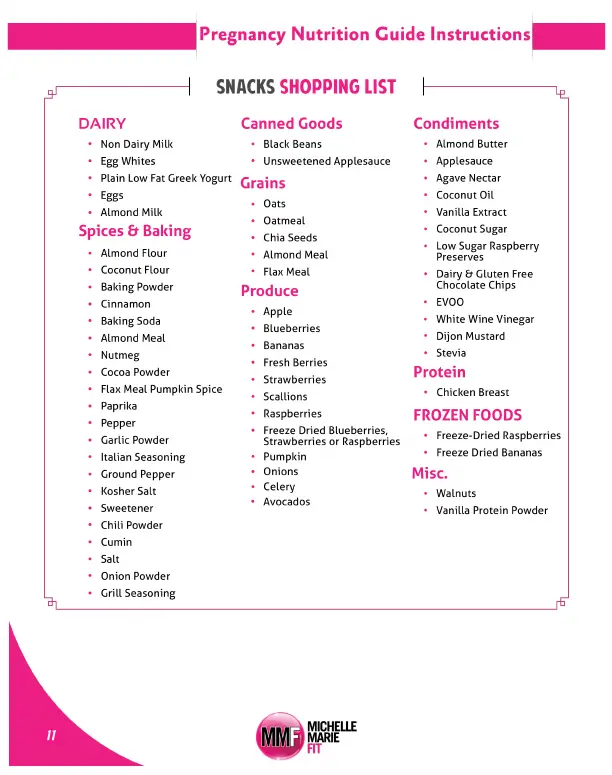 Pregnancy Nutrition Guide Instructions
SNACKS SHOPPING LIST
DAIRY
• Non Dairy Milk
• Egg Whites
• Plain Low Fat Greek Yogurt
• Eggs
• Almond Milk
Spices & Baking
• Almond Flour
• Coconut Flour
• Baking Powder
• Cinnamon
• Baking Soda
• Almond Meal
• Nutmeg
• Cocoa Powder
• Flax Meal Pumpkin Spice
• Paprika
• Pepper
• Garlic Powder
• Italian Seasoning
• Ground Pepper
• Kosher Salt
• Sweetener
• Chili Powder
• Cumin
• Salt
• Onion Powder
• Grill Seasoning
Canned Goods
• Black Beans
• Unsweetened Applesauce
Grains
• Oats
• Oatmeal
• Chia Seeds
• Almond Meal
• Flax Meal
Produce
• Apple
• Blueberries
• Bananas
• Fresh Berries
• Strawberries
• Scallions
• Raspberries
• Freeze Dried Blueberries,
Strawberries or Raspberries
• Pumpkin
• Onions
• Celery
• Avocados
Condiments
• Almond Butter
• Applesauce
• Agave Nectar
• Coconut Oil
• Vanilla Extract
• Coconut Sugar
• Low Sugar Raspberry
Preserves
• Dairy & Gluten Free
Chocolate Chips
• EVOO
• White Wine Vinegar
• Dijon Mustard
• Stevia
Protein
• Chicken Breast
FROZEN FOODS
• Freeze-Dried Raspberries
• Freeze Dried Bananas
Misc.
• Walnuts
• Vanilla Protein Powder
11
MMF
MICHELLE
MARIE
FIT